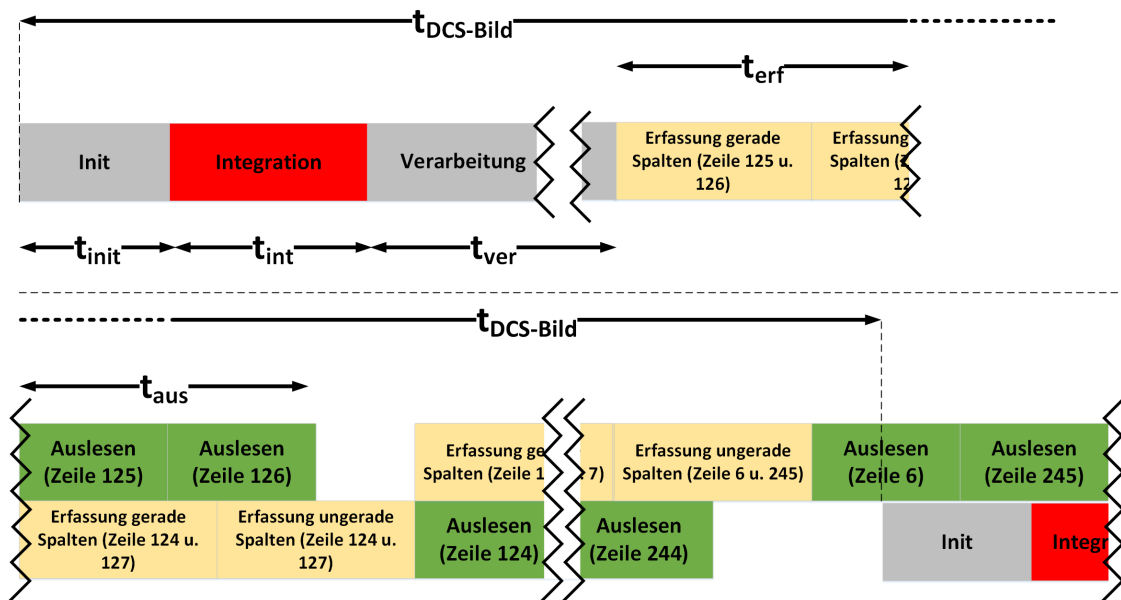 tDCS-Bild
terf
Init
Integration
Verarbeitung
Erfassung gerade
Spalten (Zeile 125 u.
126)
Erfassung
Spalten
tinit
tint
tver
tDCS-Bild
taus
Auslesen
(Zeile 125)
Auslesen
(Zeile 126)
Erfassung
Spalten (Zeile
7)
Erfassung ungerade
Spalten (Zeile 6 u. 245)
Auslesen
(Zeile 6)
Auslesen
(Zeile 245)
Erfassung gerade
Spalten (Zeile 124 u.
127)
Erfassung ungerade
Spalten (Zeile 124 u.
127)
Auslesen
(Zeile 124)
Auslesen
(Zeile 244)
Init
Integr